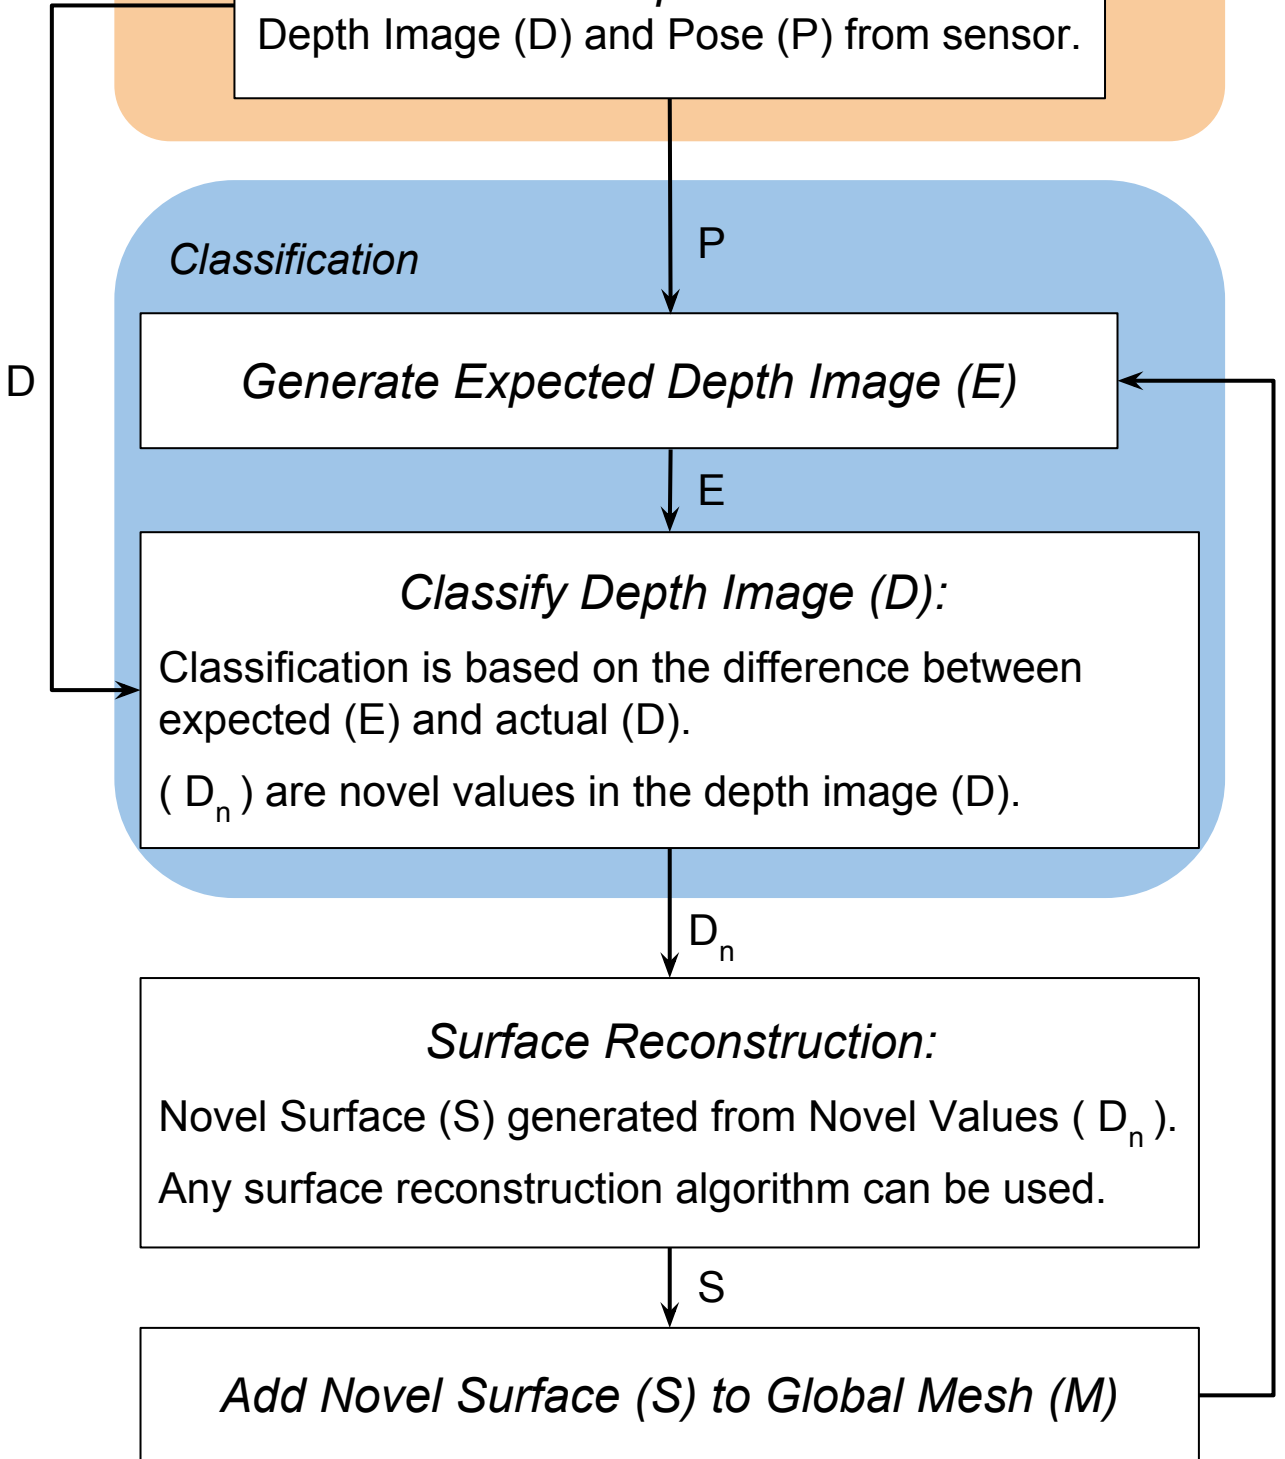 Depth Image (D) and Pose (P) from sensor.
P
Classification
D
Generate Expected Depth Image (E)
E
Classify Depth Image (D):
Classification is based on the difference between
expected (E) and actual (D).
( Dn ) are novel values in the depth image (D).
Dn
Surface Reconstruction:
Novel Surface (S) generated from Novel Values ( Dn ).
Any surface reconstruction algorithm can be used.
S
Add Novel Surface (S) to Global Mesh (M)